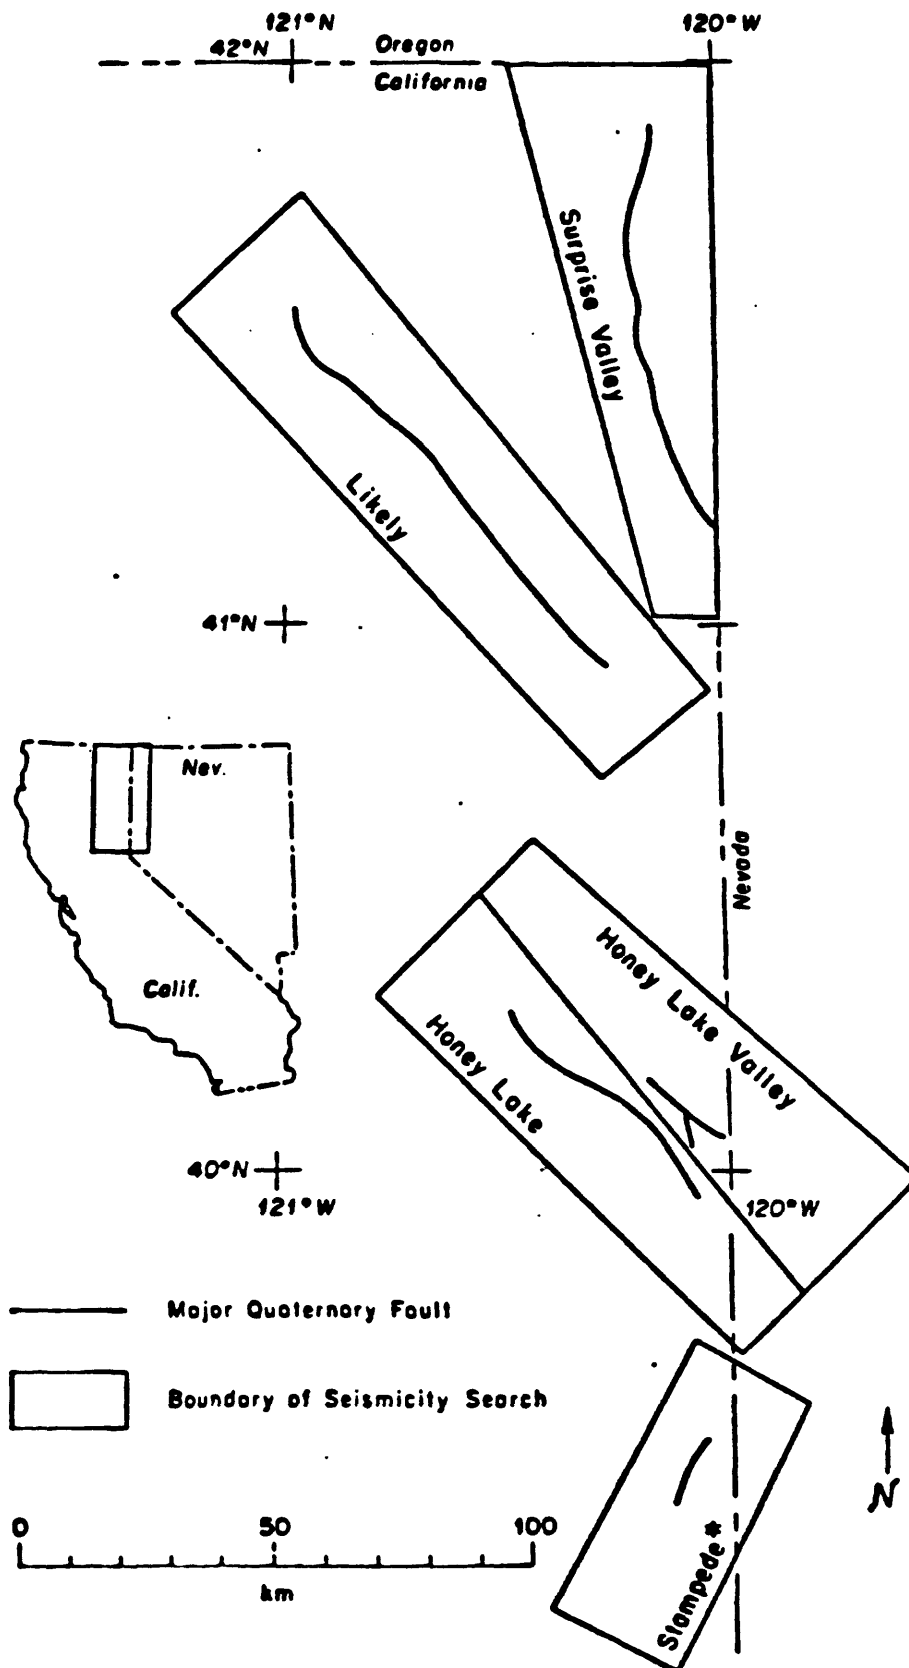 121°N
120°W
42°N
Oregon
California
Surprise Valley
Likely
41°N
Nev.
Nevada
Calif.
Honey Lake Valley
Honey Lake
40°N
121°W
120°W
Major Quaternary Fault
Boundary of Seismicity Search
N
0 50 100
km
Stampede*